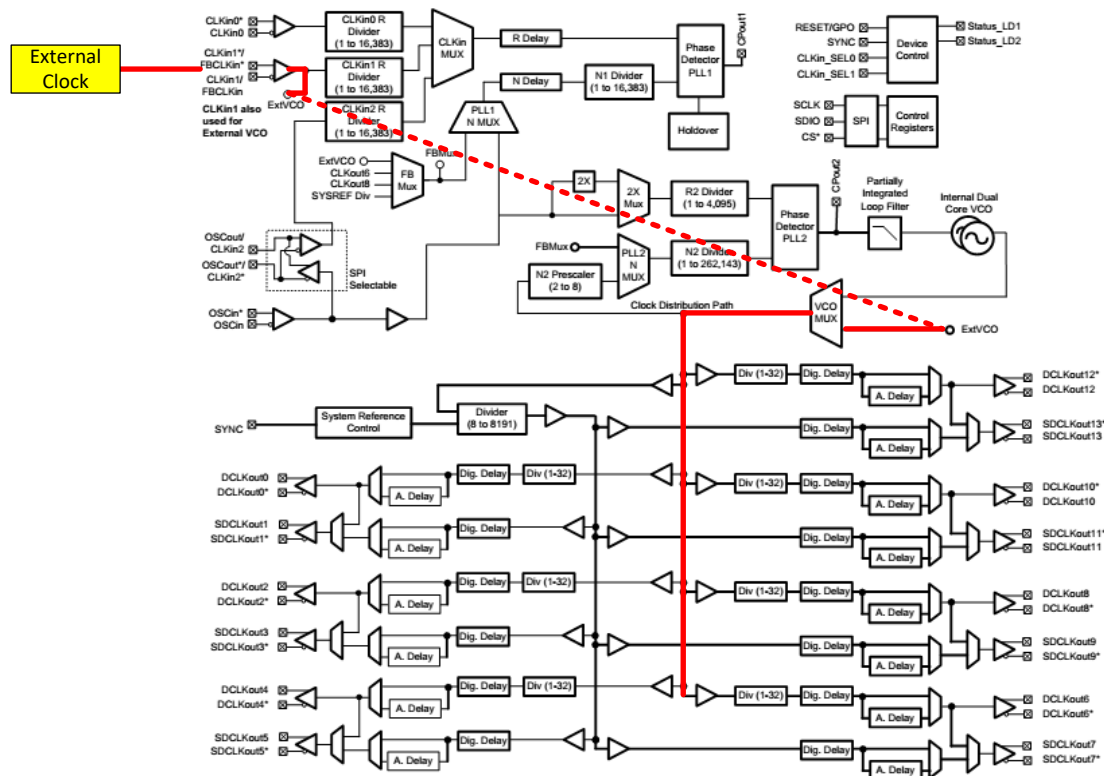 External
Clock
CLKin0*
CLKin0
CLKin1*/
FBCLKin*
CLKin1/
FBCLKin
ExtVCO
CLKin1 also
used for
External VCO
CLKin0 R
Divider
(1 to 16,383)
CLKin1 R
Divider
(1 to 16,383)
CLKin2 R
Divider
(1 to 16,383)
CLKin
MUX
R Delay
N Delay
N1 Divider
(1 to 16,383)
Phase
Detector
PLL1
CPout1
Holdover
PLL1
N MUX
RESET/GPO
SYNC
CLKin_SEL0
CLKin_SEL1
Device
Control
Status_LD1
Status_LD2
SCLK
SDIO
CS*
SPI
Control
Registers
ExtVCO
CLKout6
CLKout8
SYSREF Div
FB
Mux
FBMux
2X
2X
Mux
R2 Divider
(1 to 4,095)
Phase
Detector
PLL2
CPout2
Partially
Integrated
Loop Filter
Internal Dual
Core VCO
OSCout/
CLKin2
OSCout*/
CLKin2*
SPI
Selectable
OSCin*
OSCin
FBMux
N2 Prescaler
(2 to 8)
PLL2
N
MUX
N2 Divider
(1 to 262,143)
Clock Distribution Path
VCO
MUX
ExtVCO
SYNC
System Reference
Control
Divider
(8 to 8191)
Div (1-32)
Dig. Delay
A. Delay
DCLKout12*
DCLKout12
Dig. Delay
A. Delay
SDCLKout13*
SDCLKout13
DCLKout0
DCLKout0*
A. Delay
Dig. Delay
Div (1-32)
Div (1-32)
Dig. Delay
A. Delay
DCLKout10*
DCLKout10
SDCLKout1
SDCLKout1*
A. Delay
Dig. Delay
Dig. Delay
A. Delay
SDCLKout11*
SDCLKout11
DCLKout2
DCLKout2*
A. Delay
Dig. Delay
Div (1-32)
Div (1-32)
Dig. Delay
A. Delay
DCLKout8
DCLKout8*
SDCLKout3
SDCLKout3*
A. Delay
Dig. Delay
Dig. Delay
A. Delay
SDCLKout9
SDCLKout9*
DCLKout4
DCLKout4*
A. Delay
Dig. Delay
Div (1-32)
Div (1-32)
Dig. Delay
A. Delay
DCLKout6
DCLKout6*
SDCLKout5
SDCLKout5*
A. Delay
Dig. Delay
Dig. Delay
A. Delay
SDCLKout7
SDCLKout7*